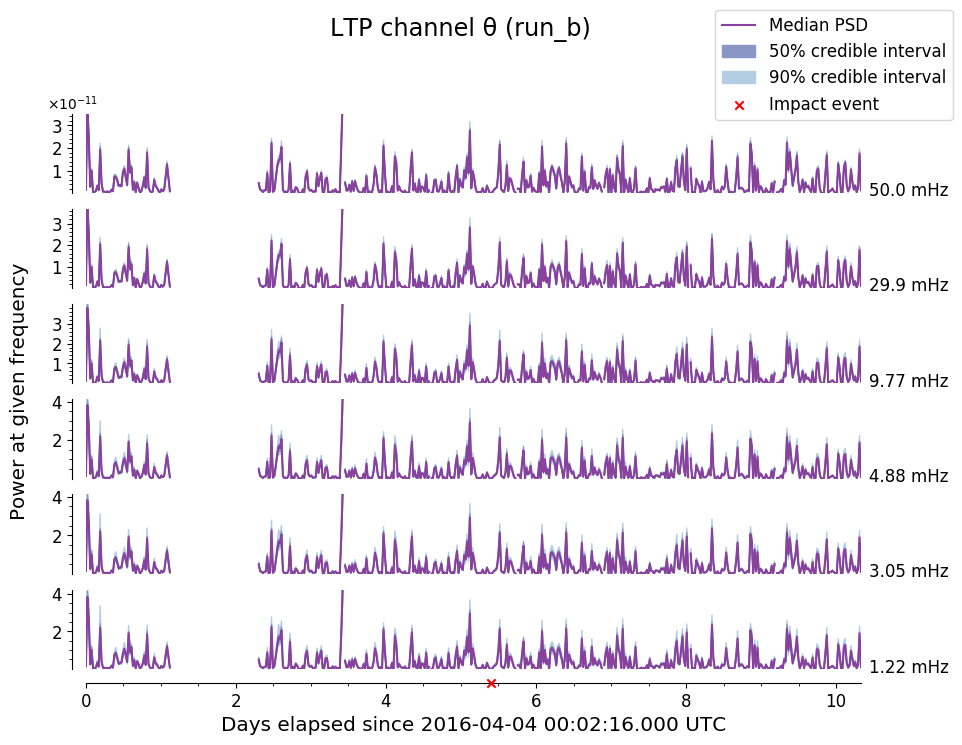 LTP channel θ (run_b)
Median PSD
50% credible interval
90% credible interval
Impact event
×10⁻¹¹
3
2
1
50.0 mHz
3
2
1
29.9 mHz
3
2
1
9.77 mHz
4
2
4.88 mHz
4
2
3.05 mHz
4
2
1.22 mHz
Power at given frequency
0 2 4 6 8 10
Days elapsed since 2016-04-04 00:02:16.000 UTC